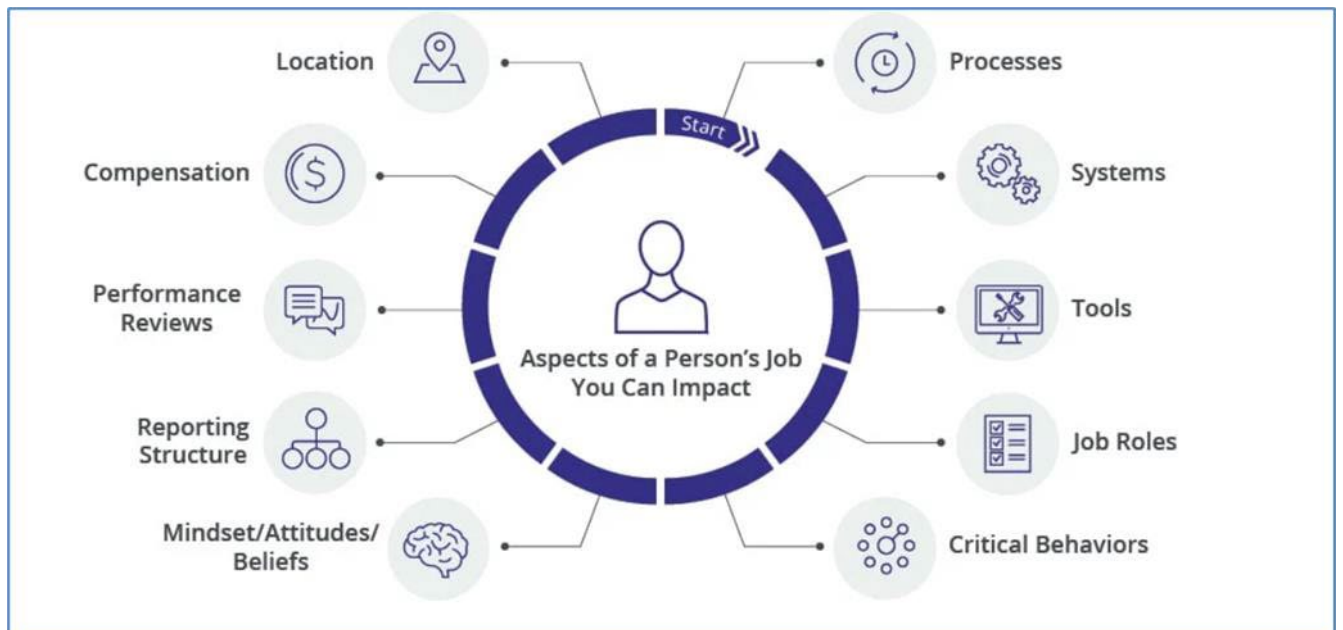 Start
Processes
Systems
Tools
Job Roles
Critical Behaviors
Mindset/Attitudes/
Beliefs
Reporting
Structure
Performance
Reviews
Compensation
Location
Aspects of a Person's Job
You Can Impact
$